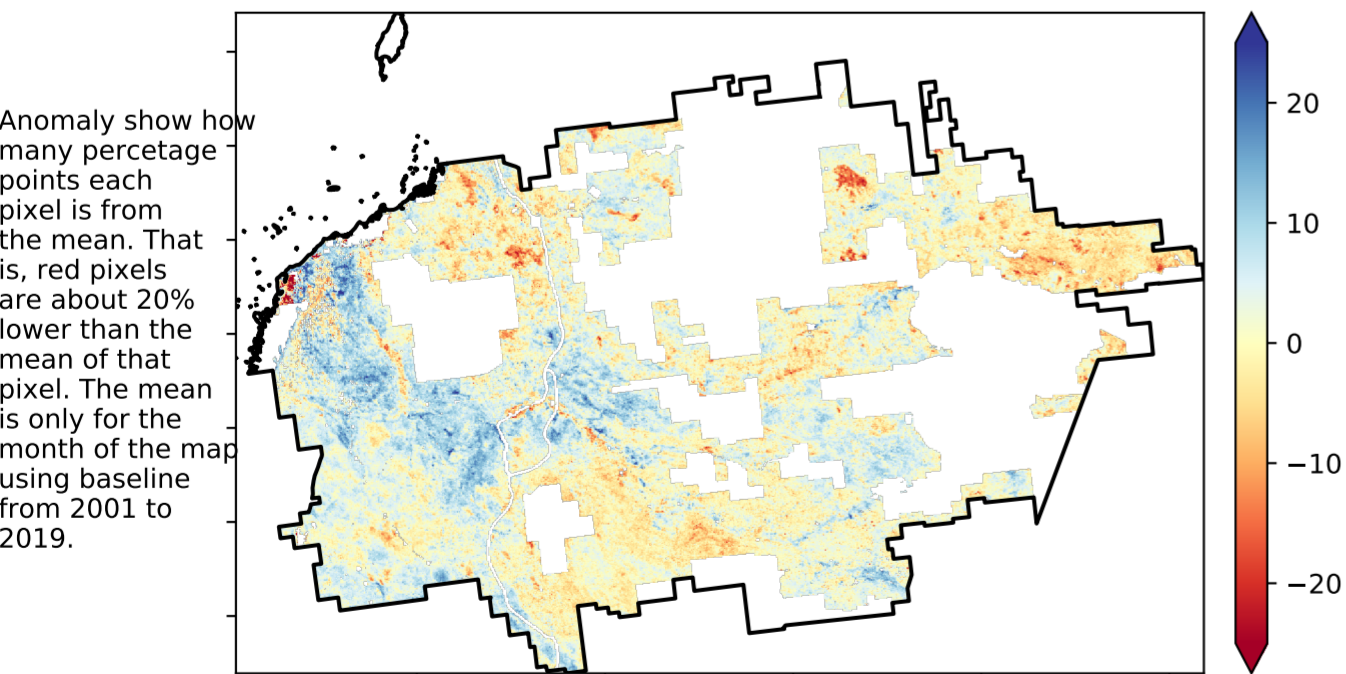 Anomaly show how
many percetage
points each
pixel is from
the mean. That
is, red pixels
are about 20%
lower than the
mean of that
pixel. The mean
is only for the
month of the map
using baseline
from 2001 to
2019.
20
10
0
−10
−20